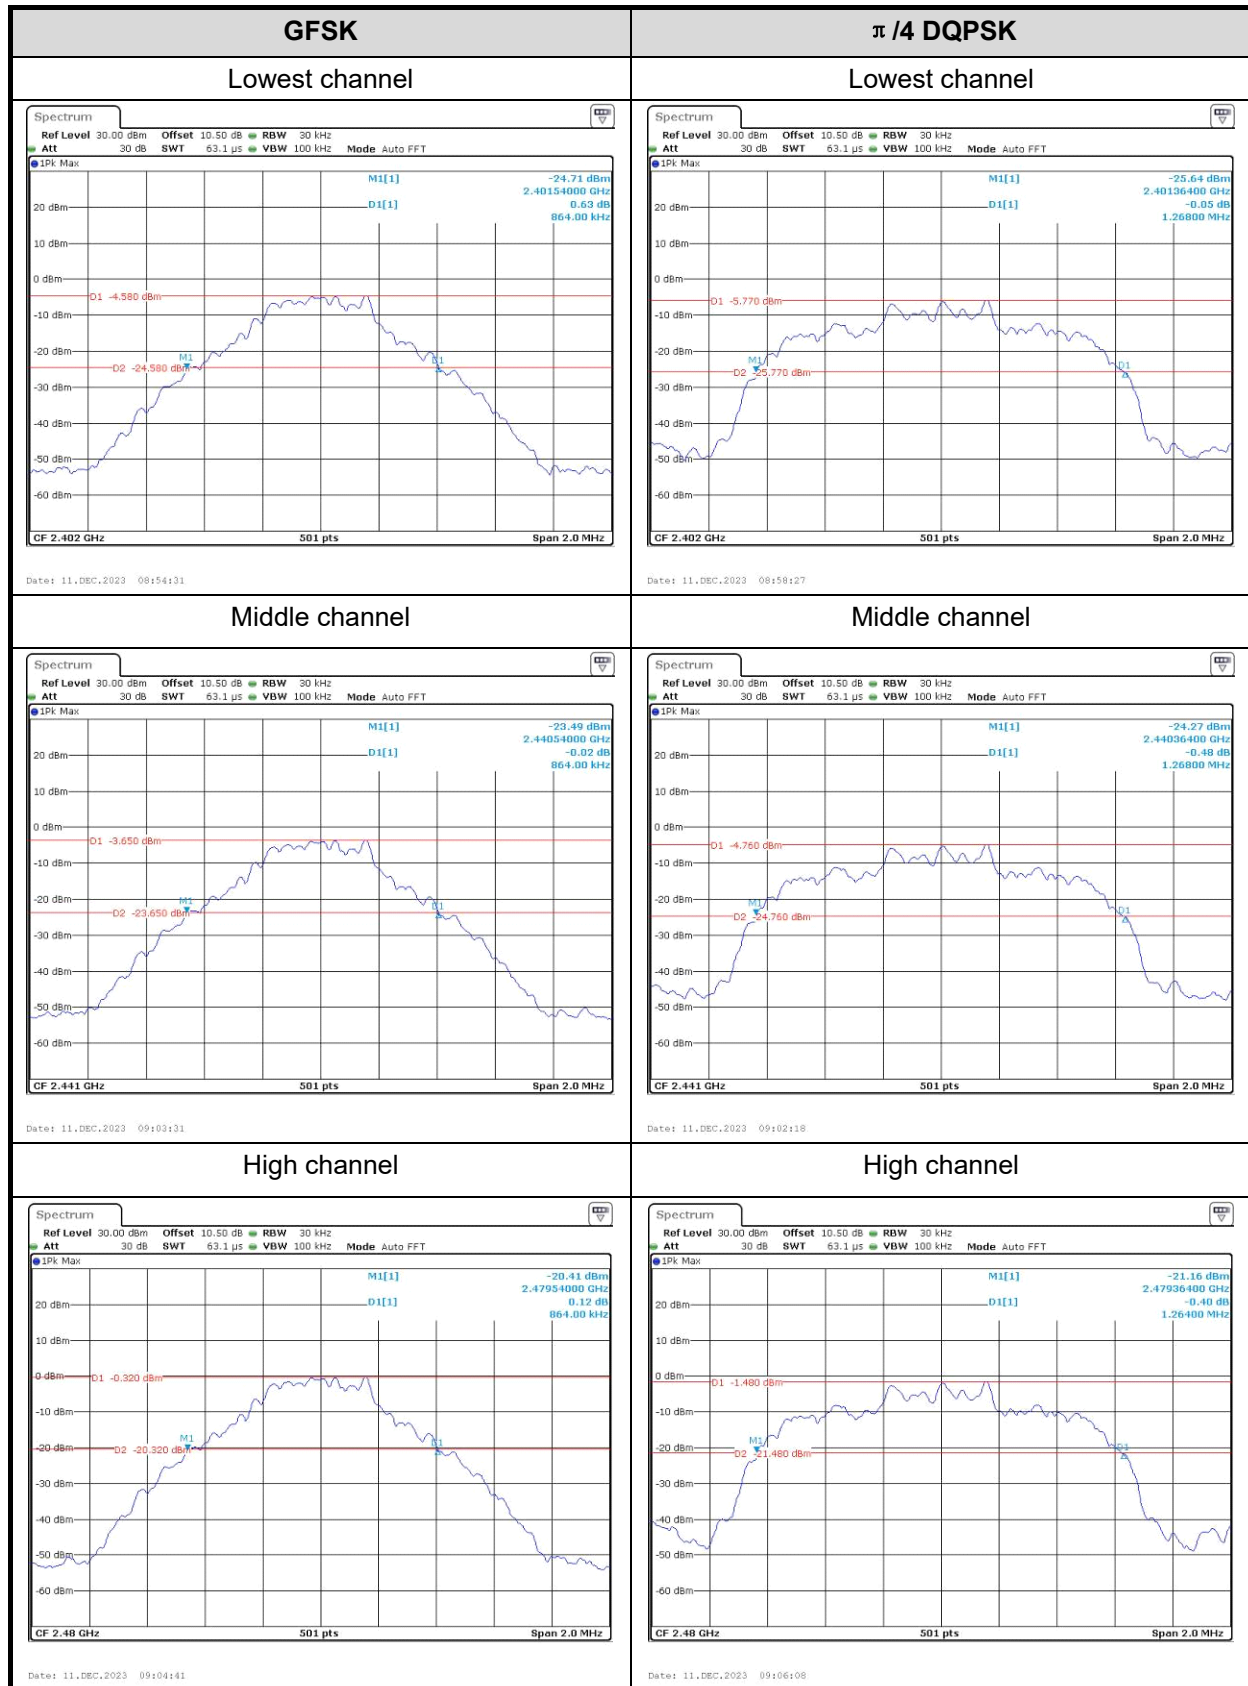 GFSK
π/4 DQPSK
Lowest channel
Lowest channel
Spectrum
Ref Level 30.00 dBm Offset 10.50 dB RBW 30 kHz
Att 30 dB SWT 63.1 µs VBW 100 kHz Mode Auto FFT
1Pk Max
M1[1] -24.71 dBm
2.40154000 GHz
D1[1] 0.63 dB
864.00 kHz
20 dBm
10 dBm
0 dBm
D1 -4.580 dBm
-10 dBm
-20 dBm
M1
D1
D2 -24.580 dBm
-30 dBm
-40 dBm
-50 dBm
-60 dBm
CF 2.402 GHz 501 pts Span 2.0 MHz
Date: 11.DEC.2023 08:54:31
Spectrum
Ref Level 30.00 dBm Offset 10.50 dB RBW 30 kHz
Att 30 dB SWT 63.1 µs VBW 100 kHz Mode Auto FFT
1Pk Max
M1[1] -25.64 dBm
2.40136400 GHz
D1[1] -0.05 dB
1.26800 MHz
20 dBm
10 dBm
0 dBm
D1 -5.770 dBm
-10 dBm
-20 dBm
M1
D1
D2 -25.770 dBm
-30 dBm
-40 dBm
-50 dBm
-60 dBm
CF 2.402 GHz 501 pts Span 2.0 MHz
Date: 11.DEC.2023 08:58:27
Middle channel
Middle channel
Spectrum
Ref Level 30.00 dBm Offset 10.50 dB RBW 30 kHz
Att 30 dB SWT 63.1 µs VBW 100 kHz Mode Auto FFT
1Pk Max
M1[1] -23.49 dBm
2.44054000 GHz
D1[1] -0.02 dB
864.00 kHz
20 dBm
10 dBm
0 dBm
D1 -3.650 dBm
-10 dBm
-20 dBm
M1
D1
D2 -23.650 dBm
-30 dBm
-40 dBm
-50 dBm
-60 dBm
CF 2.441 GHz 501 pts Span 2.0 MHz
Date: 11.DEC.2023 09:03:31
Spectrum
Ref Level 30.00 dBm Offset 10.50 dB RBW 30 kHz
Att 30 dB SWT 63.1 µs VBW 100 kHz Mode Auto FFT
1Pk Max
M1[1] -24.27 dBm
2.44036400 GHz
D1[1] -0.48 dB
1.26800 MHz
20 dBm
10 dBm
0 dBm
D1 -4.760 dBm
-10 dBm
-20 dBm
M1
D1
D2 -24.760 dBm
-30 dBm
-40 dBm
-50 dBm
-60 dBm
CF 2.441 GHz 501 pts Span 2.0 MHz
Date: 11.DEC.2023 09:02:18
High channel
High channel
Spectrum
Ref Level 30.00 dBm Offset 10.50 dB RBW 30 kHz
Att 30 dB SWT 63.1 µs VBW 100 kHz Mode Auto FFT
1Pk Max
M1[1] -20.41 dBm
2.47954000 GHz
D1[1] 0.12 dB
864.00 kHz
20 dBm
10 dBm
0 dBm
D1 -0.320 dBm
-10 dBm
M1
D1
-20 dBm
D2 -20.320 dBm
-30 dBm
-40 dBm
-50 dBm
-60 dBm
CF 2.48 GHz 501 pts Span 2.0 MHz
Date: 11.DEC.2023 09:04:41
Spectrum
Ref Level 30.00 dBm Offset 10.50 dB RBW 30 kHz
Att 30 dB SWT 63.1 µs VBW 100 kHz Mode Auto FFT
1Pk Max
M1[1] -21.16 dBm
2.47936400 GHz
D1[1] -0.40 dB
1.26400 MHz
20 dBm
10 dBm
0 dBm
D1 -1.480 dBm
-10 dBm
M1
D1
-20 dBm
D2 -21.480 dBm
-30 dBm
-40 dBm
-50 dBm
-60 dBm
CF 2.48 GHz 501 pts Span 2.0 MHz
Date: 11.DEC.2023 09:06:08